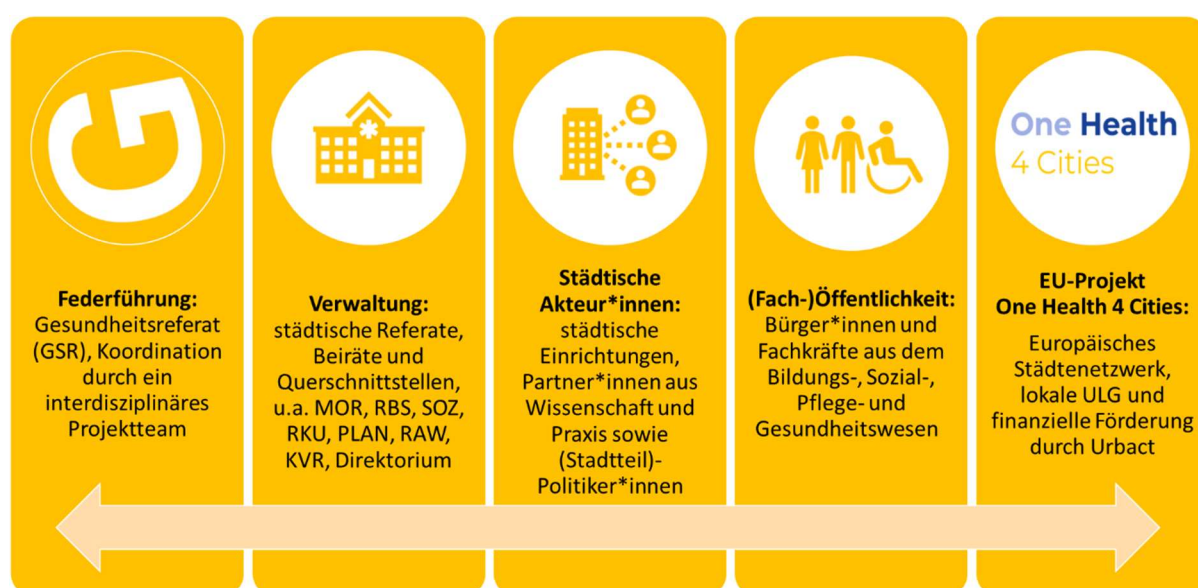 Federführung:
Gesundheitsreferat
(GSR), Koordination
durch ein
interdisziplinäres
Projektteam
Verwaltung:
städtische Referate,
Beiräte und
Querschnittstellen,
u.a. MOR, RBS, SOZ,
RKU, PLAN, RAW,
KVR, Direktorium
Städtische
Akteur*innen:
städtische
Einrichtungen,
Partner*innen aus
Wissenschaft und
Praxis sowie
(Stadtteil)-
Politiker*innen
(Fach-)Öffentlichkeit:
Bürger*innen und
Fachkräfte aus dem
Bildungs-, Sozial-,
Pflege- und
Gesundheitswesen
One Health
4 Cities
EU-Projekt
One Health 4 Cities:
Europäisches
Städtenetzwerk,
lokale ULG und
finanzielle Förderung
durch Urbact